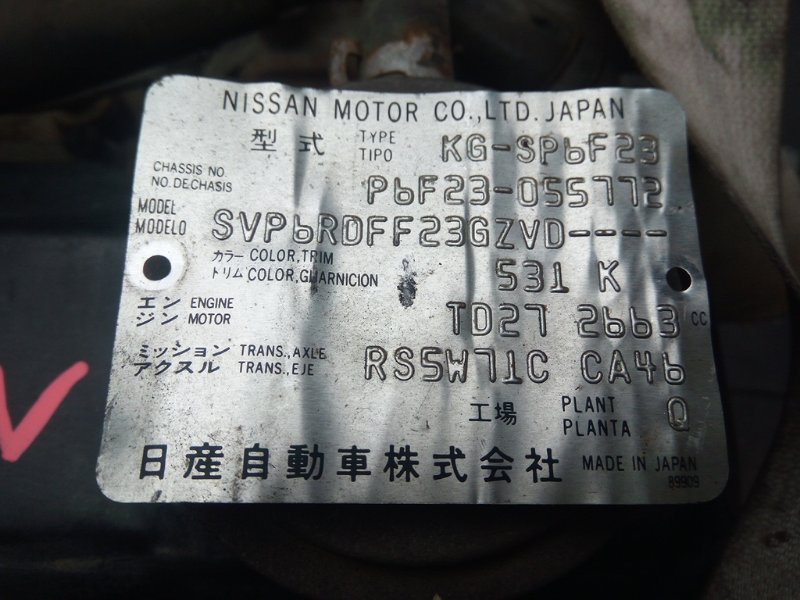 NISSAN MOTOR CO.,LTD. JAPAN
型式 TYPE TIPO KG-SP6F23
CHASSIS NO. NO. DE CHASIS P6F23-055772
MODEL MODELO SVP6RDFF23GZVD----
カラー COLOR, TRIM
トリム COLOR, GUARNICION 531 K
エンジン ENGINE MOTOR TD27 2663 CC
ミッション TRANS., AXLE
アクスル TRANS., EJE RS5W71C CA46
工場 PLANT PLANTA Q
日産自動車株式会社 MADE IN JAPAN
89909
V